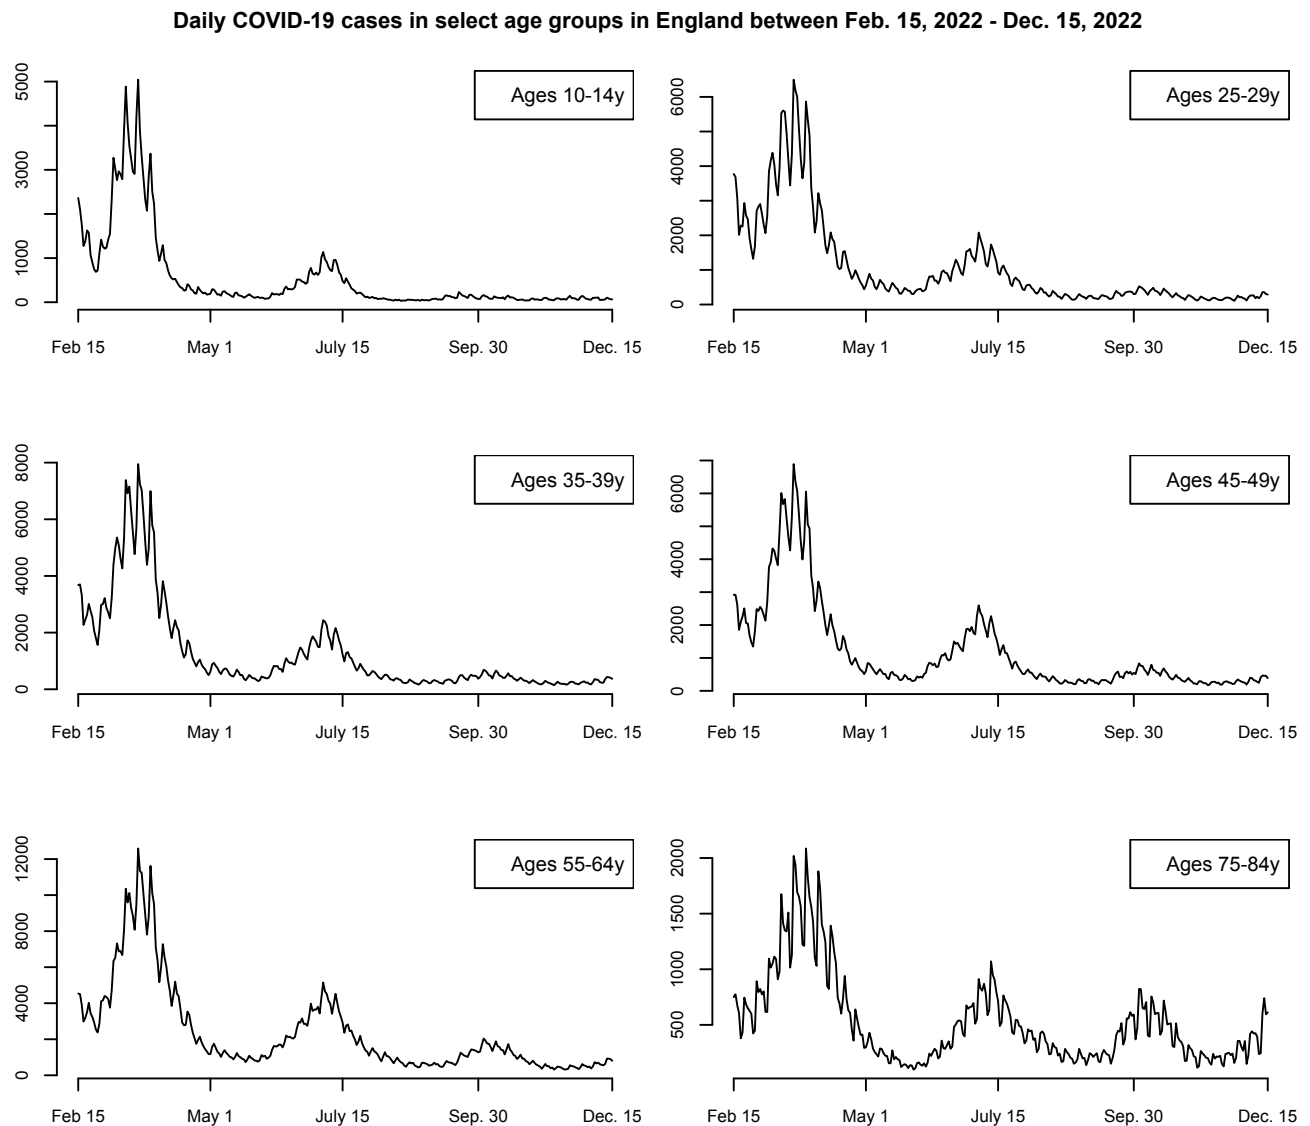 Daily COVID-19 cases in select age groups in England between Feb. 15, 2022 - Dec. 15, 2022
Ages 10-14y
5000
3000
1000
0
Feb 15 May 1 July 15 Sep. 30 Dec. 15
Ages 25-29y
6000
4000
2000
0
Feb 15 May 1 July 15 Sep. 30 Dec. 15
Ages 35-39y
8000
6000
4000
2000
0
Feb 15 May 1 July 15 Sep. 30 Dec. 15
Ages 45-49y
6000
4000
2000
0
Feb 15 May 1 July 15 Sep. 30 Dec. 15
Ages 55-64y
12000
8000
4000
0
Feb 15 May 1 July 15 Sep. 30 Dec. 15
Ages 75-84y
2000
1500
1000
500
Feb 15 May 1 July 15 Sep. 30 Dec. 15